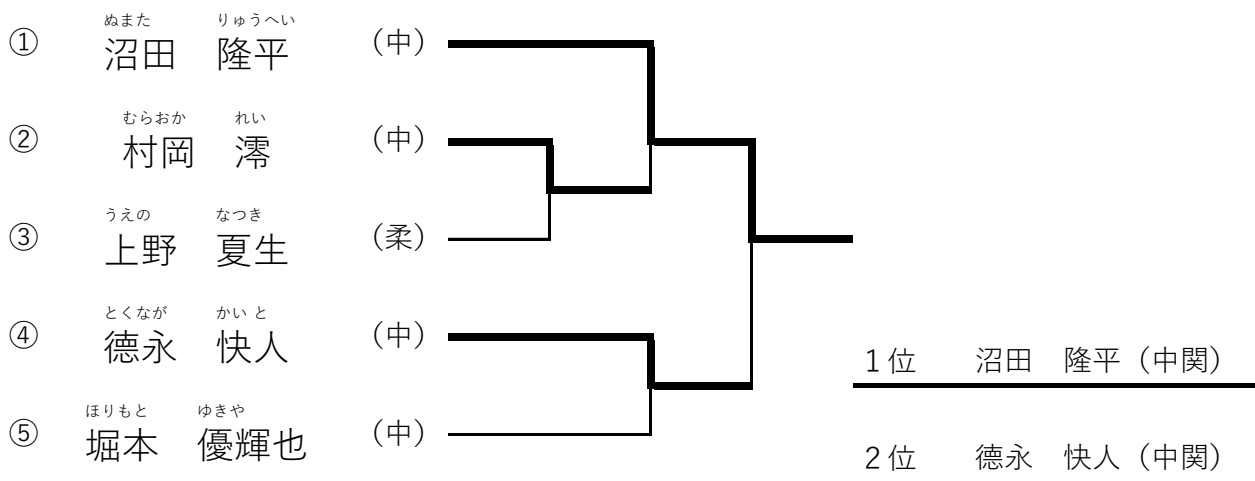 ぬまた りゅうへい
① 沼田 隆平 （中）
むらおか れい
② 村岡 澪 （中）
うえの なつき
③ 上野 夏生 （柔）
とくなが かい と
④ 德永 快人 （中）
ほりもと ゆきや
⑤ 堀本 優輝也 （中）
１位 沼田 隆平（中関）
２位 德永 快人（中関）